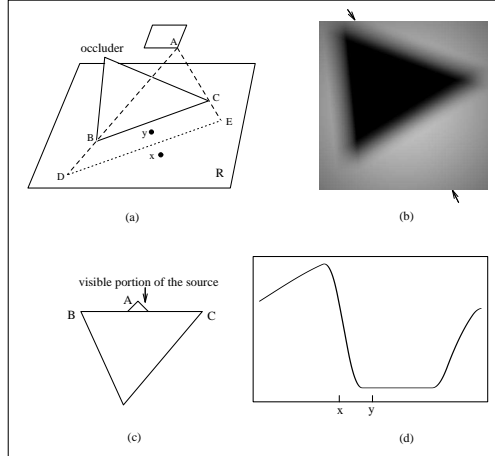 occluder
A
C
B
y
E
x
D
R
(a)
(b)
visible portion of the source
A
B
C
(c)
x
y
(d)